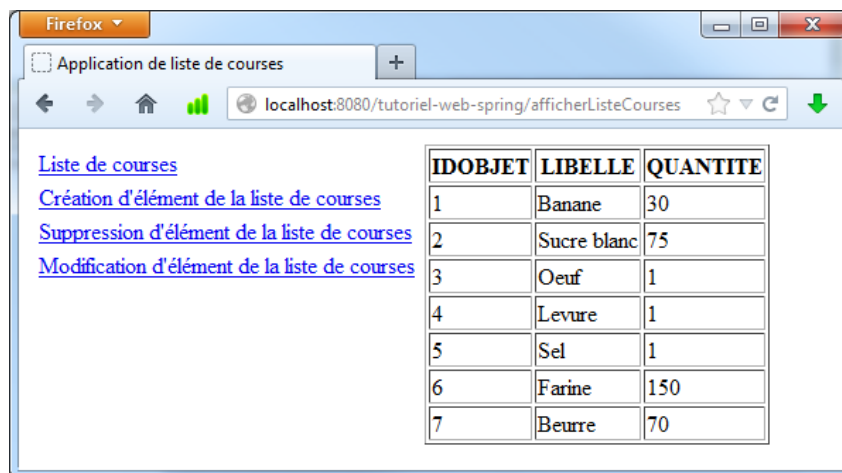 Firefox
Application de liste de courses
localhost:8080/tutoriel-web-spring/afficherListeCourses
Liste de courses
Création d'élément de la liste de courses
Suppression d'élément de la liste de courses
Modification d'élément de la liste de courses
IDOBJET LIBELLE QUANTITE
1 Banane 30
2 Sucre blanc 75
3 Oeuf 1
4 Levure 1
5 Sel 1
6 Farine 150
7 Beurre 70